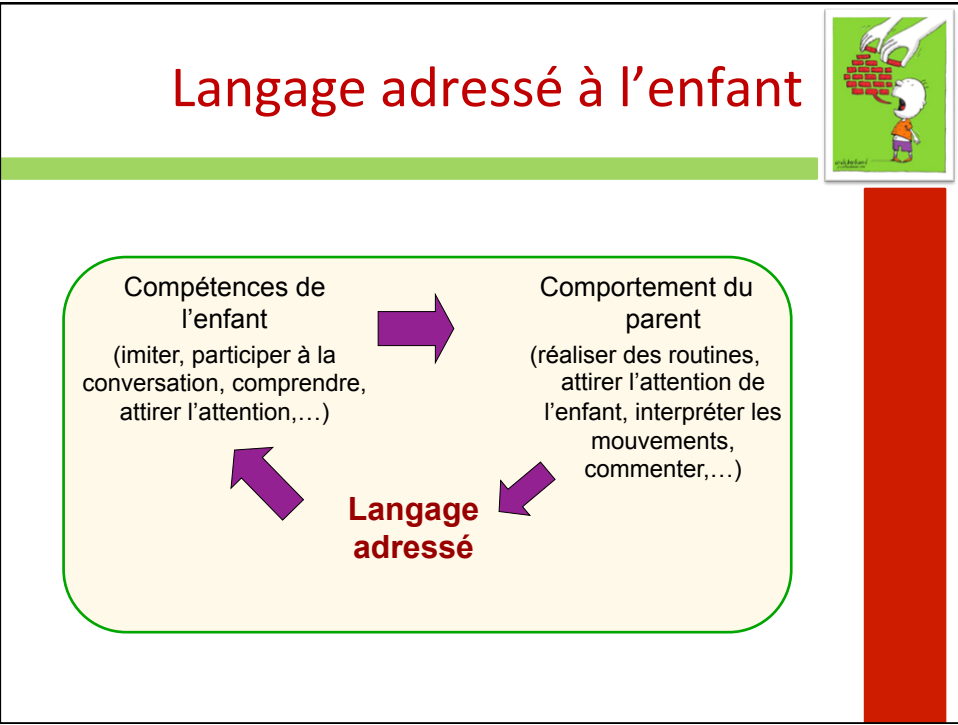 Langage adressé à l’enfant
Compétences de
l’enfant
(imiter, participer à la
conversation, comprendre,
attirer l’attention,…)
Comportement du
parent
(réaliser des routines,
attirer l’attention de
l’enfant, interpréter les
mouvements,
commenter,…)
Langage
adressé